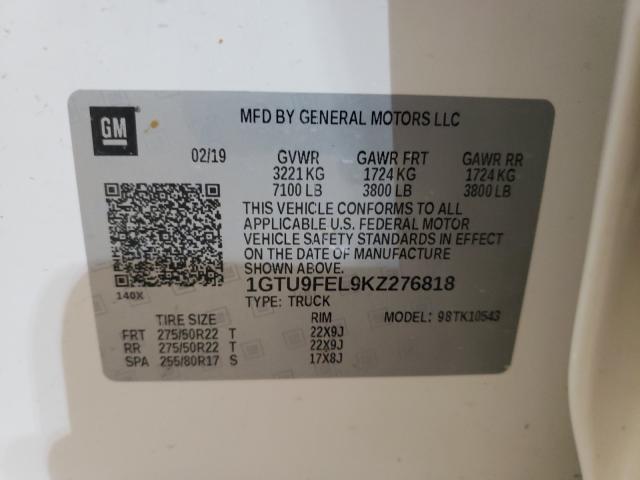 GM
MFD BY GENERAL MOTORS LLC
02/19 GVWR GAWR FRT GAWR RR
3221 KG 1724 KG 1724 KG
7100 LB 3800 LB 3800 LB
THIS VEHICLE CONFORMS TO ALL
APPLICABLE U.S. FEDERAL MOTOR
VEHICLE SAFETY STANDARDS IN EFFECT
ON THE DATE OF MANUFACTURE
SHOWN ABOVE.
140X
1GTU9FEL9KZ276818
TYPE: TRUCK
TIRE SIZE RIM MODEL: 98TK10543
FRT 275/50R22 T 22X9J
RR 275/50R22 T 22X9J
SPA 255/80R17 S 17X8J